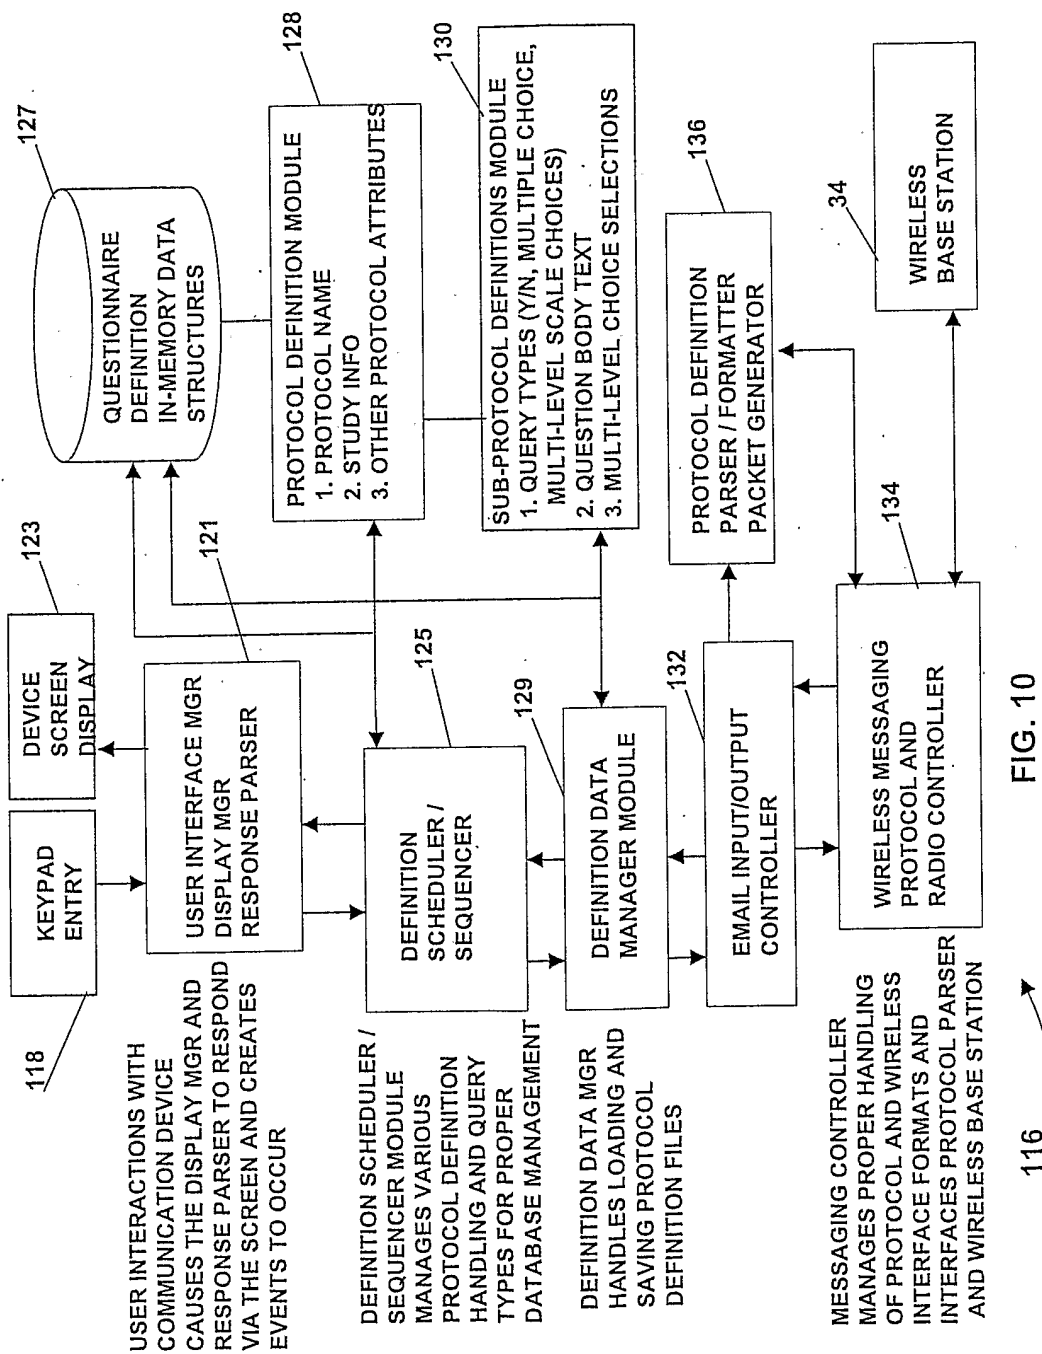 118
KEYPAD
ENTRY
DEVICE
SCREEN
DISPLAY
123
127
QUESTIONNAIRE
DEFINITION
IN-MEMORY DATA
STRUCTURES
USER INTERACTIONS WITH
COMMUNICATION DEVICE
CAUSES THE DISPLAY MGR AND
RESPONSE PARSER TO RESPOND
VIA THE SCREEN AND CREATES
EVENTS TO OCCUR
USER INTERFACE MGR
DISPLAY MGR
RESPONSE PARSER
121
128
PROTOCOL DEFINITION MODULE
1. PROTOCOL NAME
2. STUDY INFO
3. OTHER PROTOCOL ATTRIBUTES
DEFINITION SCHEDULER /
SEQUENCER MODULE
MANAGES VARIOUS
PROTOCOL DEFINITION
HANDLING AND QUERY
TYPES FOR PROPER
DATABASE MANAGEMENT
DEFINITION
SCHEDULER /
SEQUENCER
125
130
SUB-PROTOCOL DEFINITIONS MODULE
1. QUERY TYPES (Y/N, MULTIPLE CHOICE,
MULTI-LEVEL SCALE CHOICES)
2. QUESTION BODY TEXT
3. MULTI-LEVEL CHOICE SELECTIONS
DEFINITION DATA MGR
HANDLES LOADING AND
SAVING PROTOCOL
DEFINITION FILES
DEFINITION DATA
MANAGER MODULE
129
EMAIL INPUT/OUTPUT
CONTROLLER
132
136
PROTOCOL DEFINITION
PARSER / FORMATTER
PACKET GENERATOR
MESSAGING CONTROLLER
MANAGES PROPER HANDLING
OF PROTOCOL AND WIRELESS
INTERFACE FORMATS AND
INTERFACES PROTOCOL PARSER
AND WIRELESS BASE STATION
WIRELESS MESSAGING
PROTOCOL AND
RADIO CONTROLLER
134
34
WIRELESS
BASE STATION
116
FIG. 10